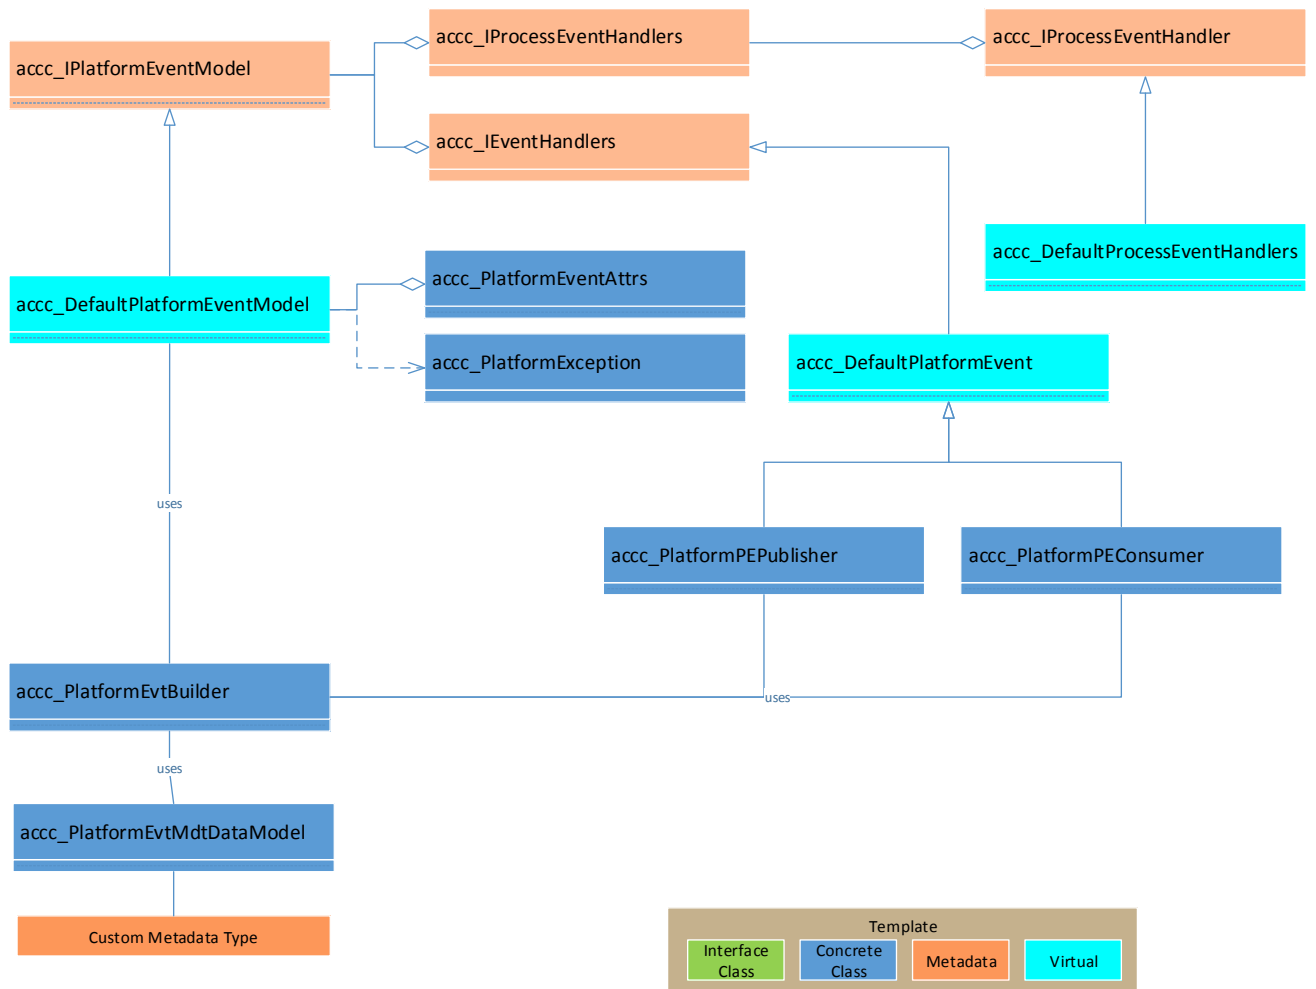 accc_IProcessEventHandlers
accc_IProcessEventHandler
accc_IPlatformEventModel
accc_IEventHandlers
accc_DefaultProcessEventHandlers
accc_PlatformEventAttrs
accc_DefaultPlatformEventModel
accc_PlatformException
accc_DefaultPlatformEvent
uses
accc_PlatformPEPublisher
accc_PlatformPEConsumer
accc_PlatformEvtBuilder
uses
uses
accc_PlatformEvtMdtDataModel
Custom Metadata Type
Template
Interface
Class
Concrete
Class
Metadata
Virtual